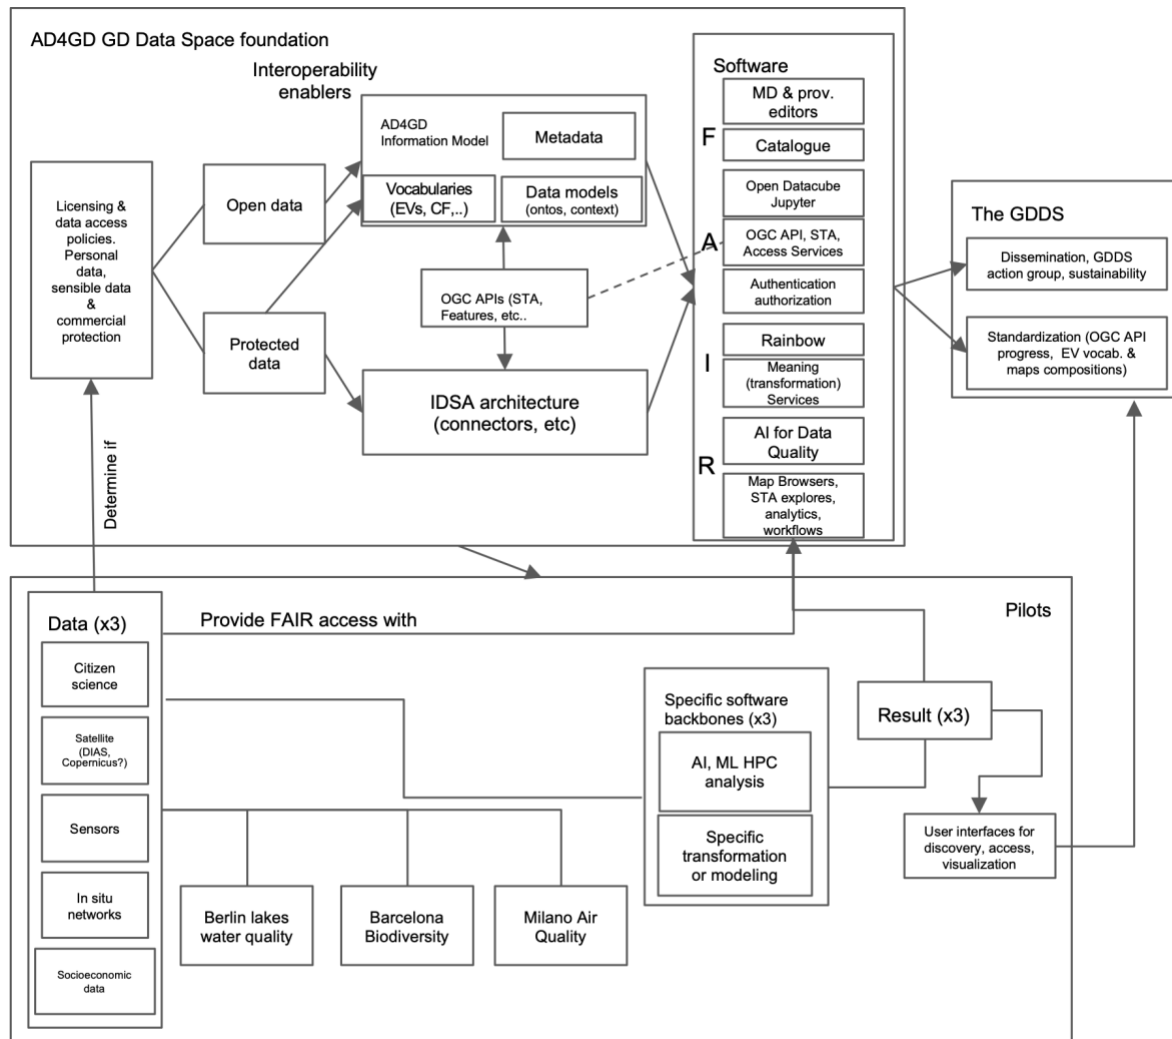 AD4GD GD Data Space foundation
Interoperability
enablers
Licensing &
data access
policies.
Personal
data,
sensible data
&
commercial
protection
Open data
Protected
data
AD4GD
Information Model
Metadata
Vocabularies
(EVs, CF,..)
Data models
(ontos, context)
OGC APIs (STA,
Features, etc..
IDSA architecture
(connectors, etc)
Software
F
MD & prov.
editors
Catalogue
A
Open Datacube
Jupyter
OGC API, STA,
Access Services
Authentication
authorization
I
Rainbow
Meaning
(transformation)
Services
R
AI for Data
Quality
Map Browsers,
STA explores,
analytics,
workflows
The GDDS
Dissemination, GDDS
action group, sustainability
Standardization (OGC API
progress, EV vocab. &
maps compositions)
Determine if
Pilots
Data (x3)
Citizen
science
Satellite
(DIAS,
Copernicus?)
Sensors
In situ
networks
Socioeconomic
data
Provide FAIR access with
Berlin lakes
water quality
Barcelona
Biodiversity
Milano Air
Quality
Specific software
backbones (x3)
AI, ML HPC
analysis
Specific
transformation
or modeling
Result (x3)
User interfaces for
discovery, access,
visualization